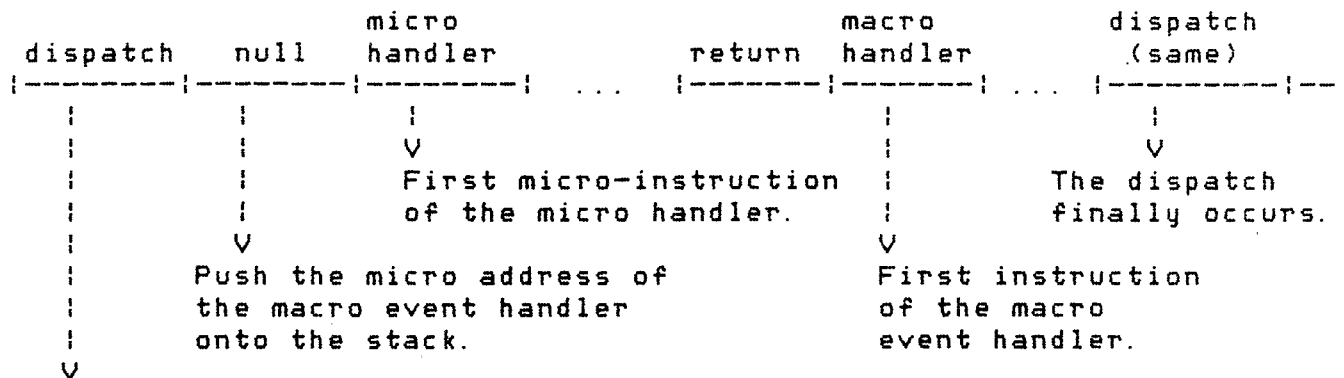 micro macro dispatch
dispatch null handler return handler (same)
|--------|--------|--------| ... |-------|-------| ... |---------|--
First micro-instruction The dispatch
of the micro handler. finally occurs.
Push the micro address of First instruction
the macro event handler of the macro
onto the stack. event handler.